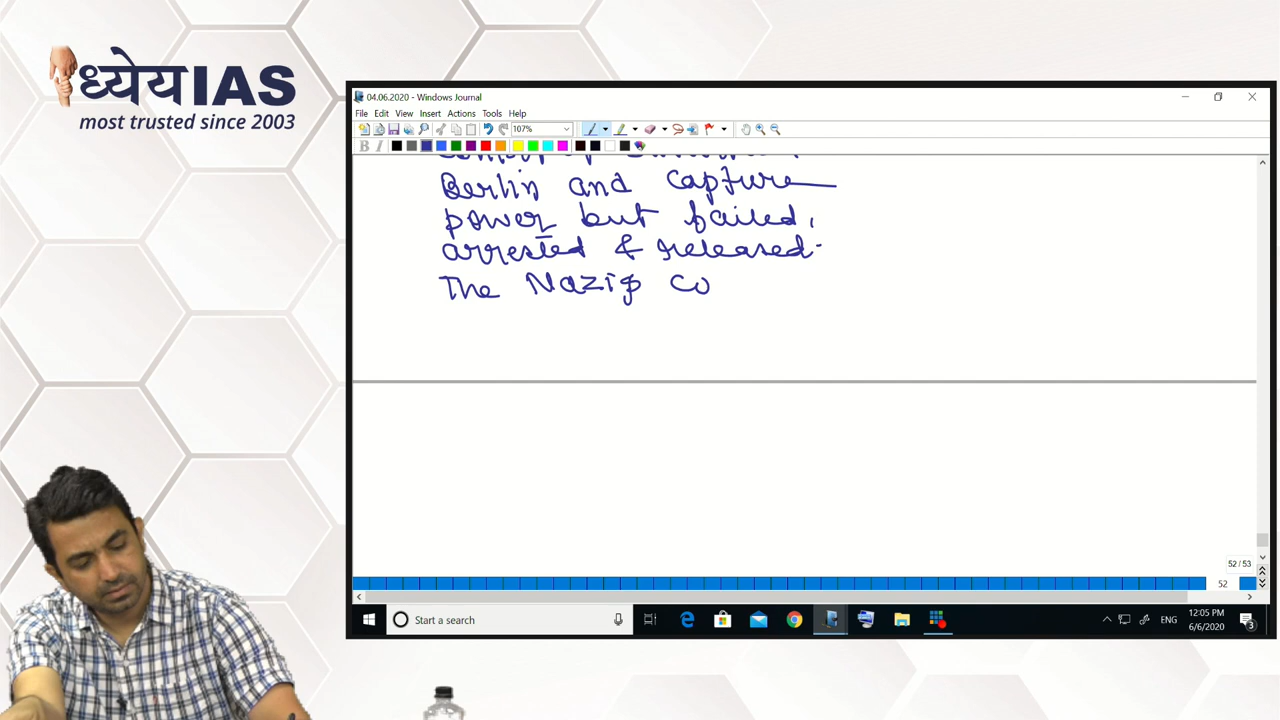 ध्येय IAS
most trusted since 2003
04.06.2020 - Windows Journal
File Edit View Insert Actions Tools Help
107%
B I
Berlin and capture
power but failed,
arrested & released.
The Nazis co
52 / 53
52
Start a search
ENG
12:05 PM
6/6/2020
3